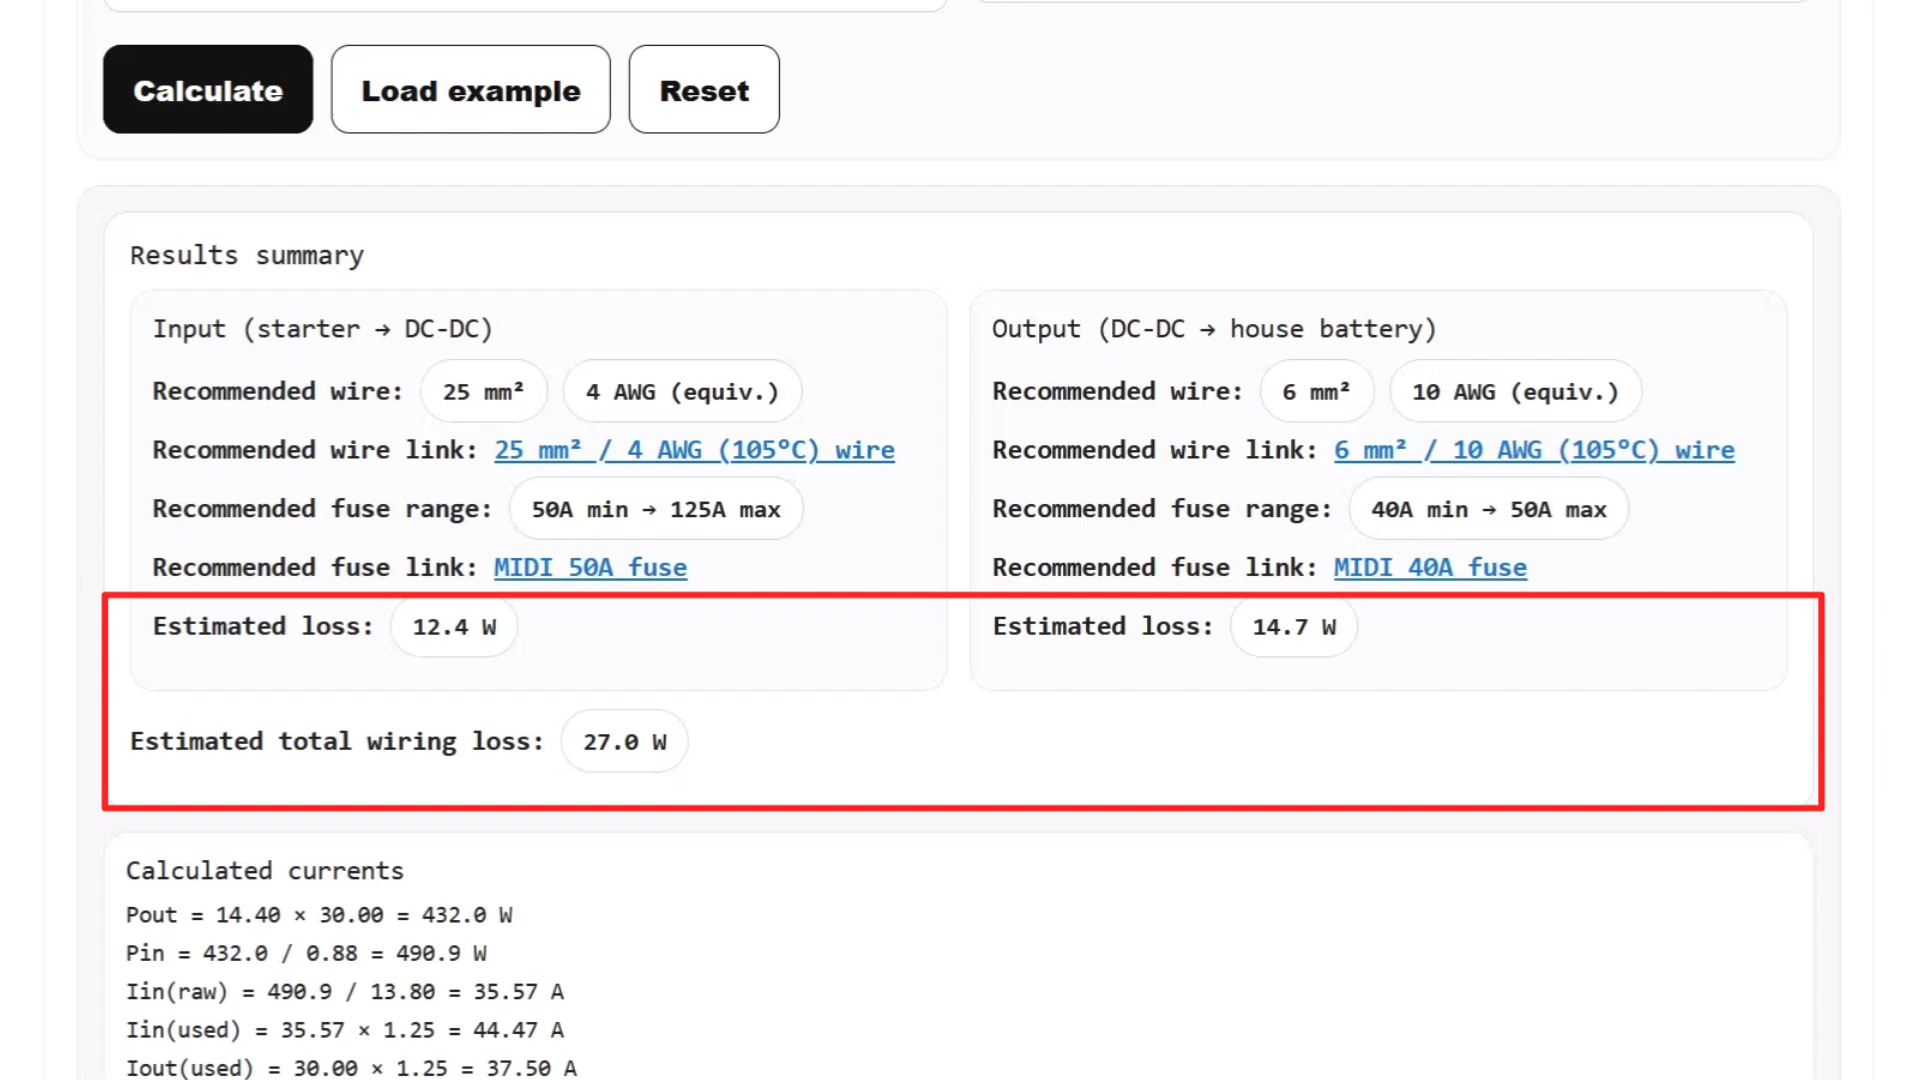 Calculate Load example Reset
Results summary
Input (starter → DC-DC)
Recommended wire: 25 mm² 4 AWG (equiv.)
Recommended wire link: 25 mm² / 4 AWG (105°C) wire
Recommended fuse range: 50A min → 125A max
Recommended fuse link: MIDI 50A fuse
Estimated loss: 12.4 W
Output (DC-DC → house battery)
Recommended wire: 6 mm² 10 AWG (equiv.)
Recommended wire link: 6 mm² / 10 AWG (105°C) wire
Recommended fuse range: 40A min → 50A max
Recommended fuse link: MIDI 40A fuse
Estimated loss: 14.7 W
Estimated total wiring loss: 27.0 W
Calculated currents
Pout = 14.40 × 30.00 = 432.0 W
Pin = 432.0 / 0.88 = 490.9 W
Iin(raw) = 490.9 / 13.80 = 35.57 A
Iin(used) = 35.57 × 1.25 = 44.47 A
Iout(used) = 30.00 × 1.25 = 37.50 A